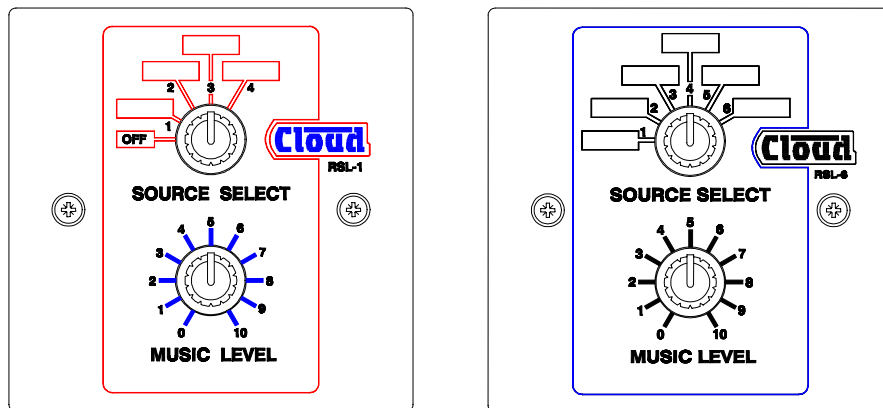 3
2 4
1
OFF
Cloud
RSL-1
SOURCE SELECT
5
4 6
3 7
2 8
1 9
0 10
MUSIC LEVEL
4
3 5
2 6
1
Cloud
RSL-6
SOURCE SELECT
5
4 6
3 7
2 8
1 9
0 10
MUSIC LEVEL